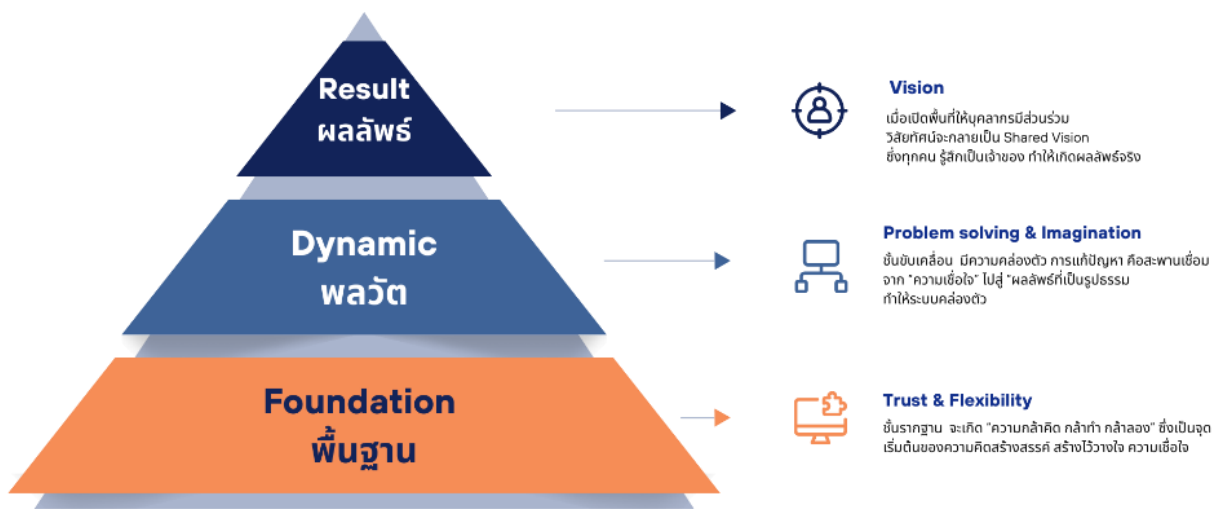 Result
ผลลัพธ์
Vision
เมื่อเปิดพื้นที่ให้บุคลากรมีส่วนร่วม
วิสัยทัศน์จะกลายเป็น Shared Vision
ซึ่งทุกคน รู้สึกเป็นเจ้าของ ทำให้เกิดผลลัพธ์จริง
Dynamic
พลวัต
Problem solving & Imagination
ชั้นขับเคลื่อน มีความคล่องตัว การแก้ปัญหา คือสะพานเชื่อม
จาก "ความเชื่อใจ" ไปสู่ "ผลลัพธ์ที่เป็นรูปธรรม
ทำให้ระบบคล่องตัว
Foundation
พื้นฐาน
Trust & Flexibility
ชั้นรากฐาน จะเกิด "ความกล้าคิด กล้าทำ กล้าลอง" ซึ่งเป็นจุด
เริ่มต้นของความคิดสร้างสรรค์ สร้างไว้วางใจ ความเชื่อใจ